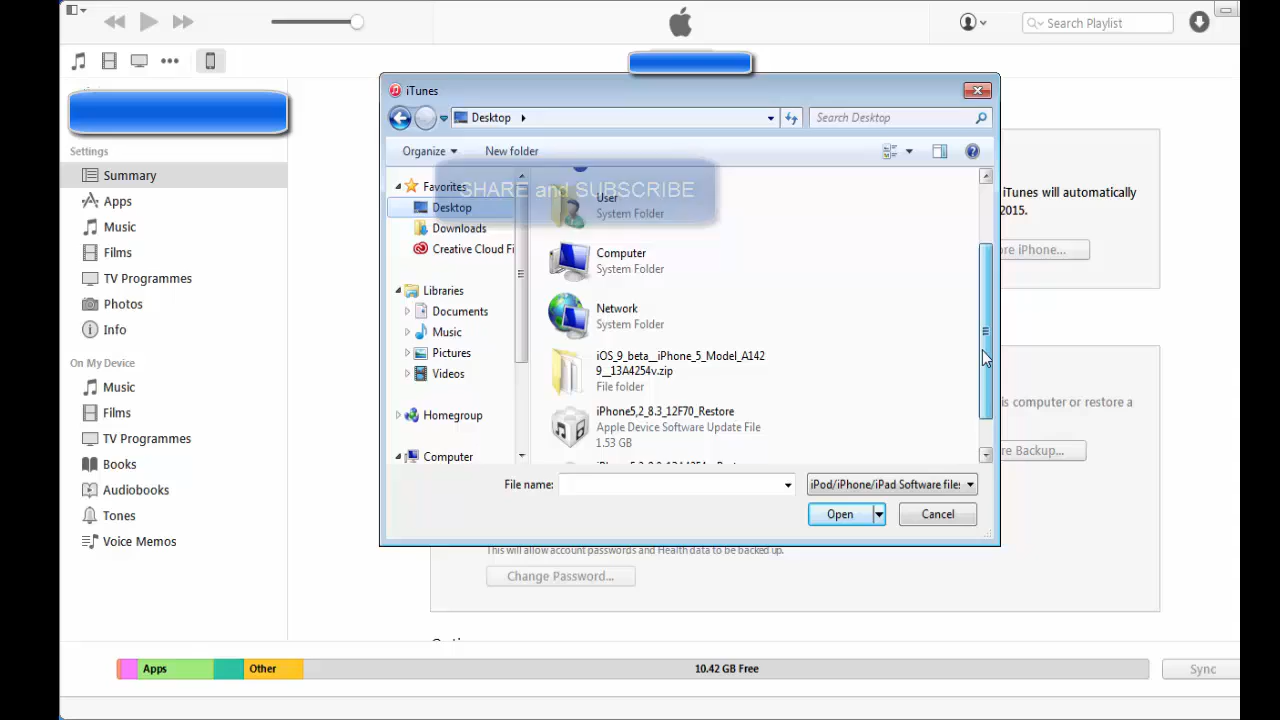 Search Playlist
iTunes
Desktop
Search Desktop
Organize
New folder
Settings
Summary
Apps
Music
Films
TV Programmes
Photos
Info
On My Device
Music
Films
TV Programmes
Books
Audiobooks
Tones
Voice Memos
Favorites
SHARE and SUBSCRIBE
Desktop
Downloads
Creative Cloud Fi
Libraries
Documents
Music
Pictures
Videos
Homegroup
Computer
User
System Folder
Computer
System Folder
Network
System Folder
iOS_9_beta__iPhone_5_Model_A142
9__13A4254v.zip
File folder
iPhone5,2_8.3_12F70_Restore
Apple Device Software Update File
1.53 GB
File name:
iPod/iPhone/iPad Software files
Open
Cancel
iTunes will automatically
2015.
ore iPhone...
is computer or restore a
re Backup...
This will allow account passwords and Health data to be backed up.
Change Password...
Apps
Other
10.42 GB Free
Sync